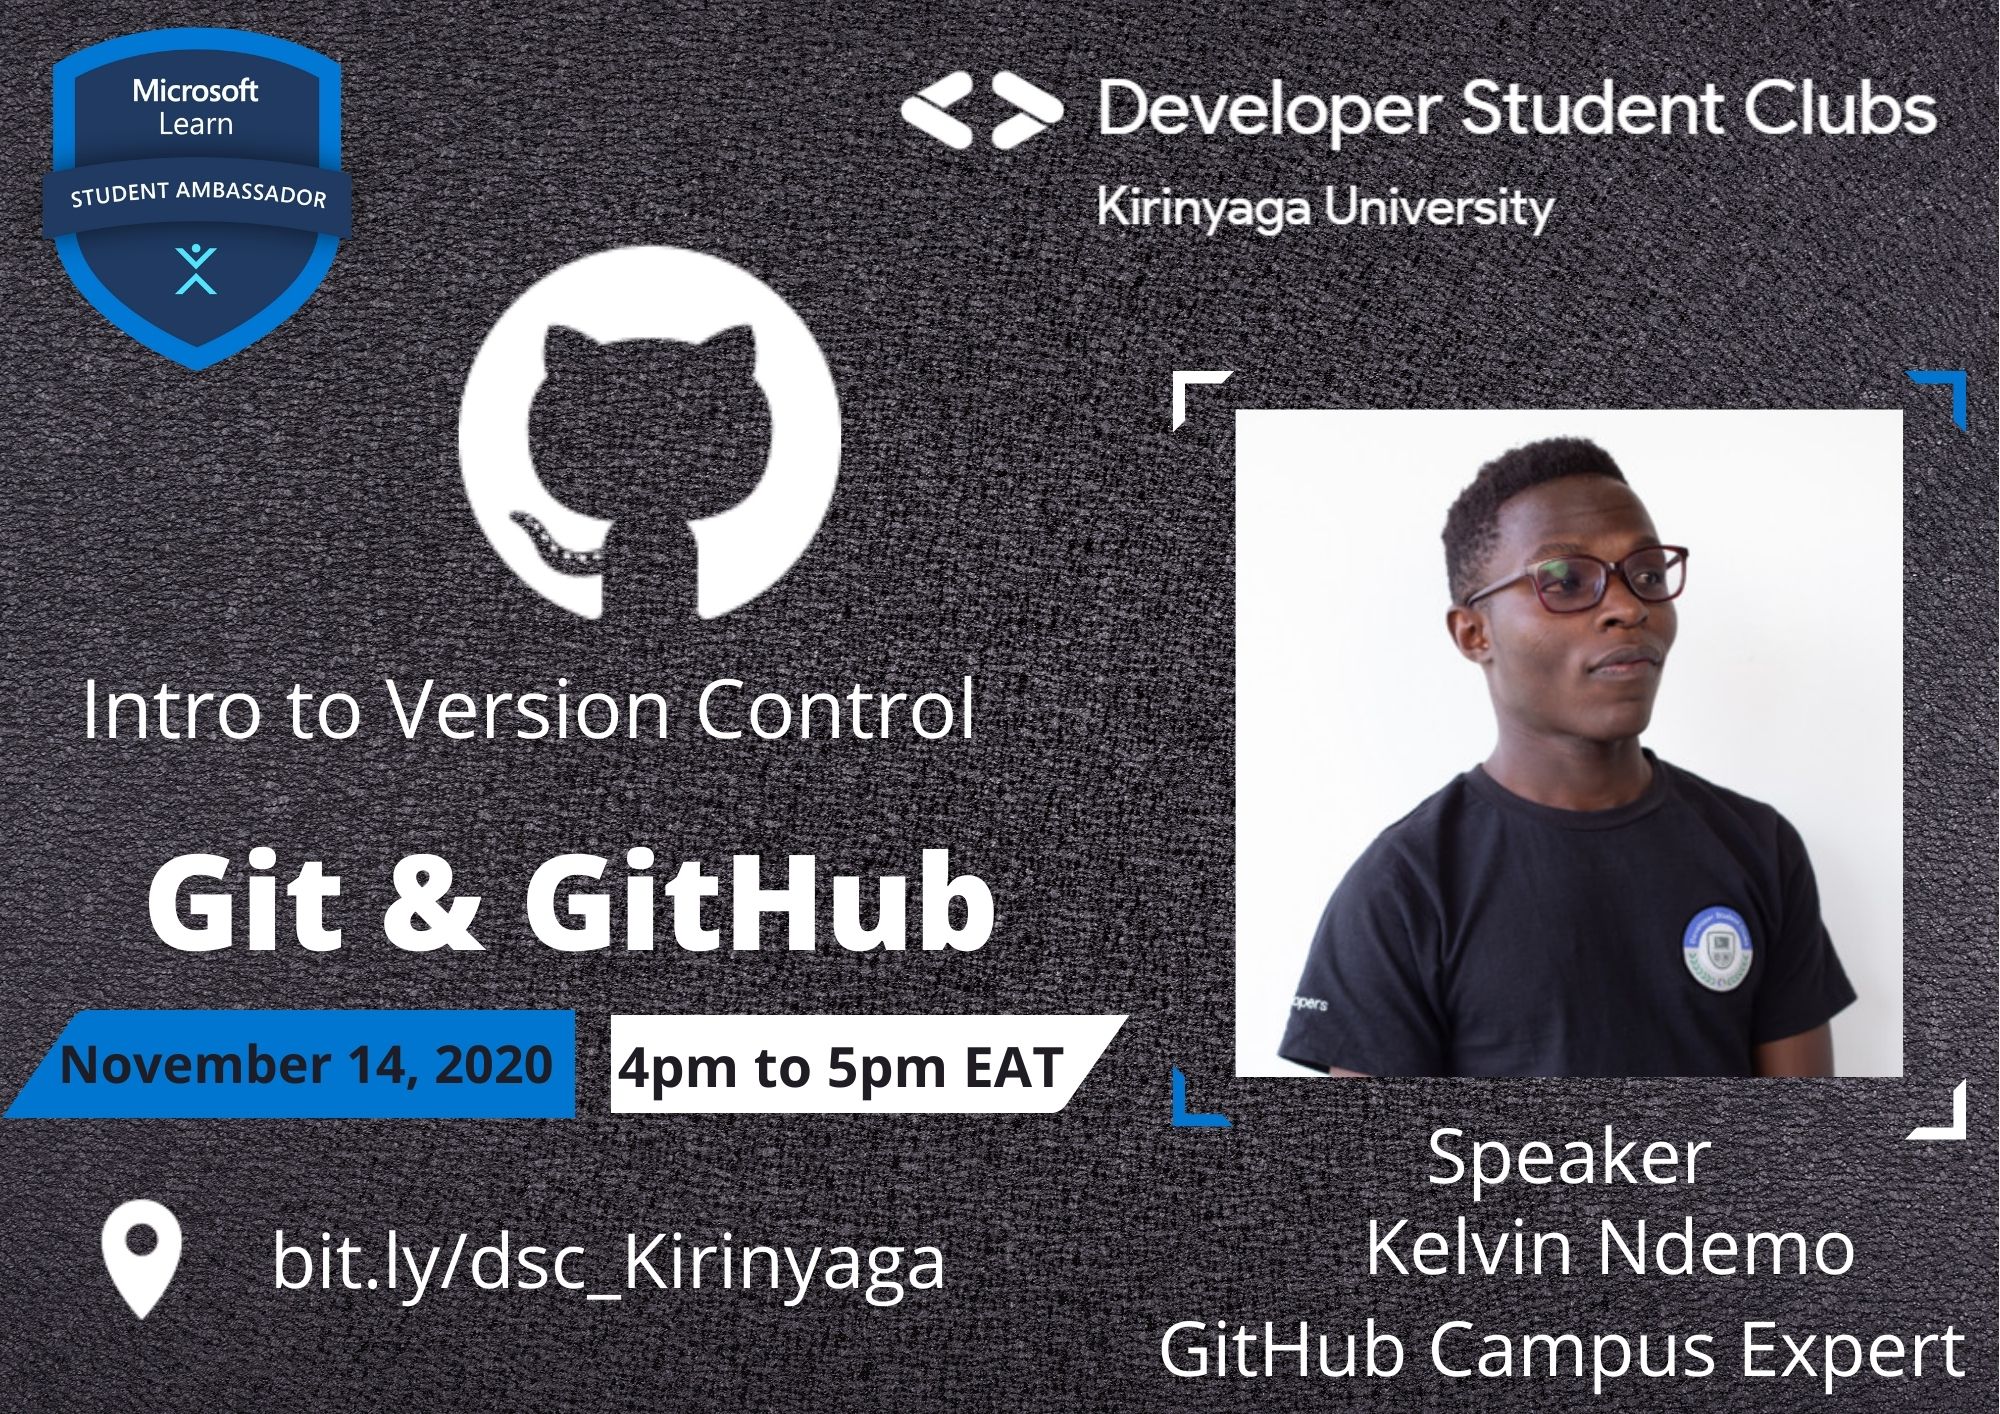 Microsoft
Learn
STUDENT AMBASSADOR
Developer Student Clubs
Kirinyaga University
Intro to Version Control
Git & GitHub
November 14, 2020
4pm to 5pm EAT
bit.ly/dsc_Kirinyaga
opers
Speaker
Kelvin Ndemo
GitHub Campus Expert